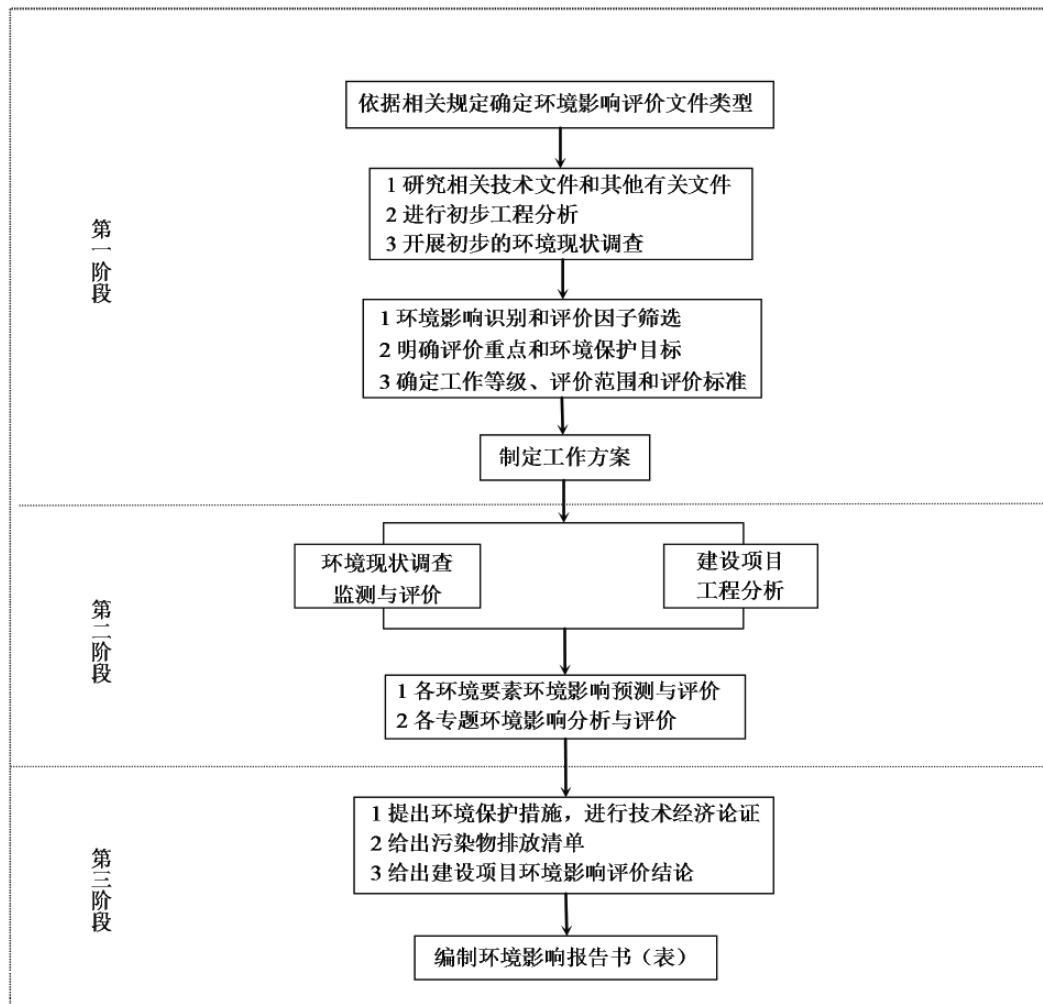 依据相关规定确定环境影响评价文件类型
1 研究相关技术文件和其他有关文件
2 进行初步工程分析
3 开展初步的环境现状调查
第一阶段
1 环境影响识别和评价因子筛选
2 明确评价重点和环境保护目标
3 确定工作等级、评价范围和评价标准
制定工作方案
环境现状调查
监测与评价
建设项目
工程分析
第二阶段
1 各环境要素环境影响预测与评价
2 各专题环境影响分析与评价
1 提出环境保护措施，进行技术经济论证
2 给出污染物排放清单
3 给出建设项目环境影响评价结论
第三阶段
编制环境影响报告书（表）